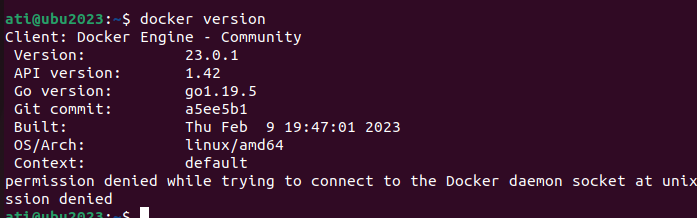 ati@ubu2023:~$ docker version
Client: Docker Engine - Community
 Version:           23.0.1
 API version:       1.42
 Go version:        go1.19.5
 Git commit:        a5ee5b1
 Built:             Thu Feb  9 19:47:01 2023
 OS/Arch:           linux/amd64
 Context:           default
permission denied while trying to connect to the Docker daemon socket at unix
ssion denied
ati@ubu2023:~$